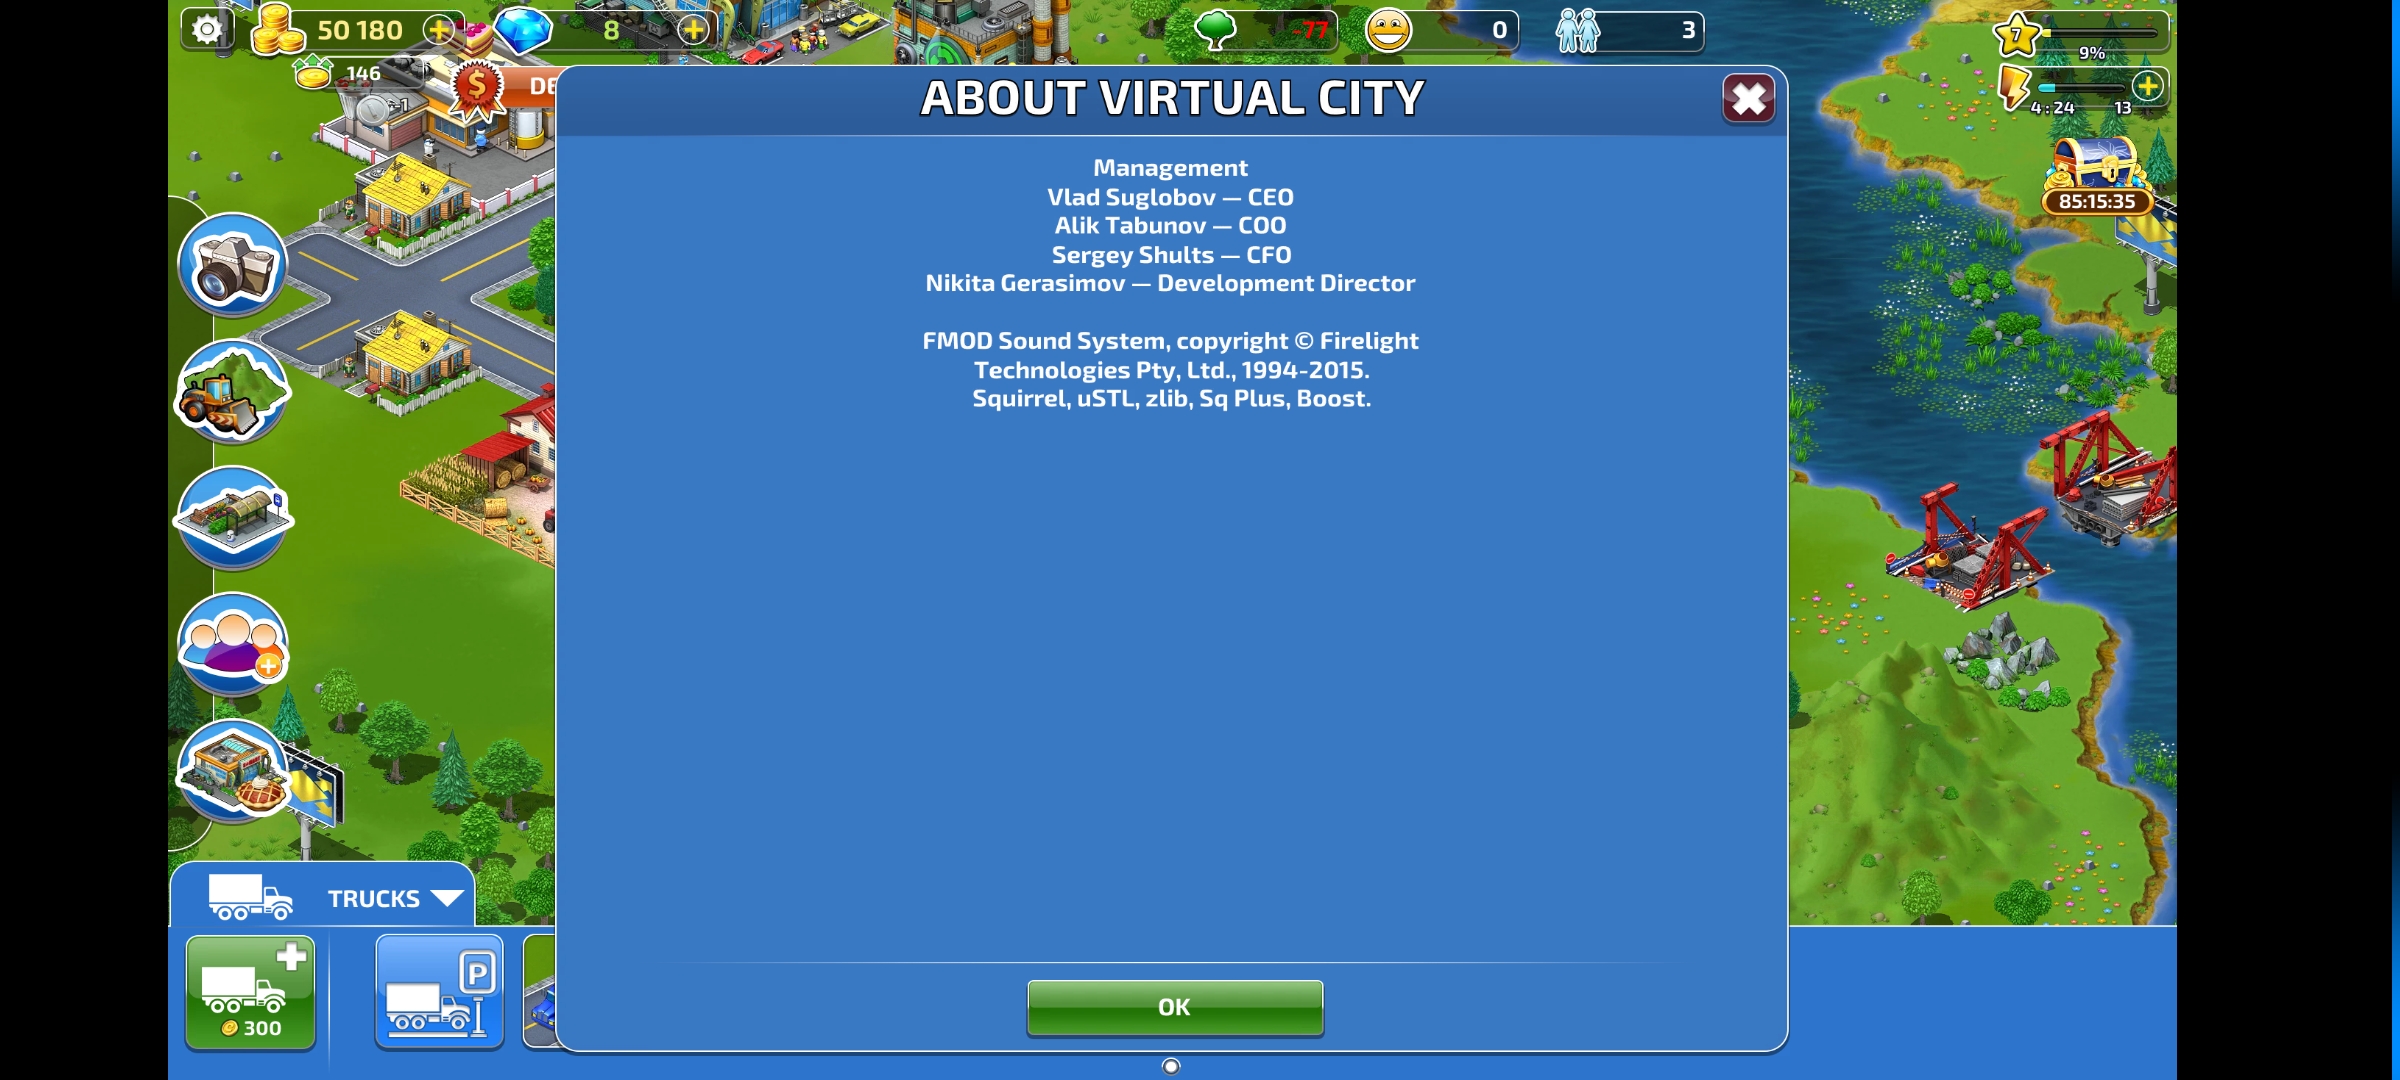 50 180
8
-77
0
3
7
9%
146
-1
DE
4:24
13
85:15:35
ABOUT VIRTUAL CITY
Management
Vlad Suglobov — CEO
Alik Tabunov — COO
Sergey Shults — CFO
Nikita Gerasimov — Development Director
FMOD Sound System, copyright © Firelight
Technologies Pty, Ltd., 1994-2015.
Squirrel, uSTL, zlib, Sq Plus, Boost.
TRUCKS
P
300
OK